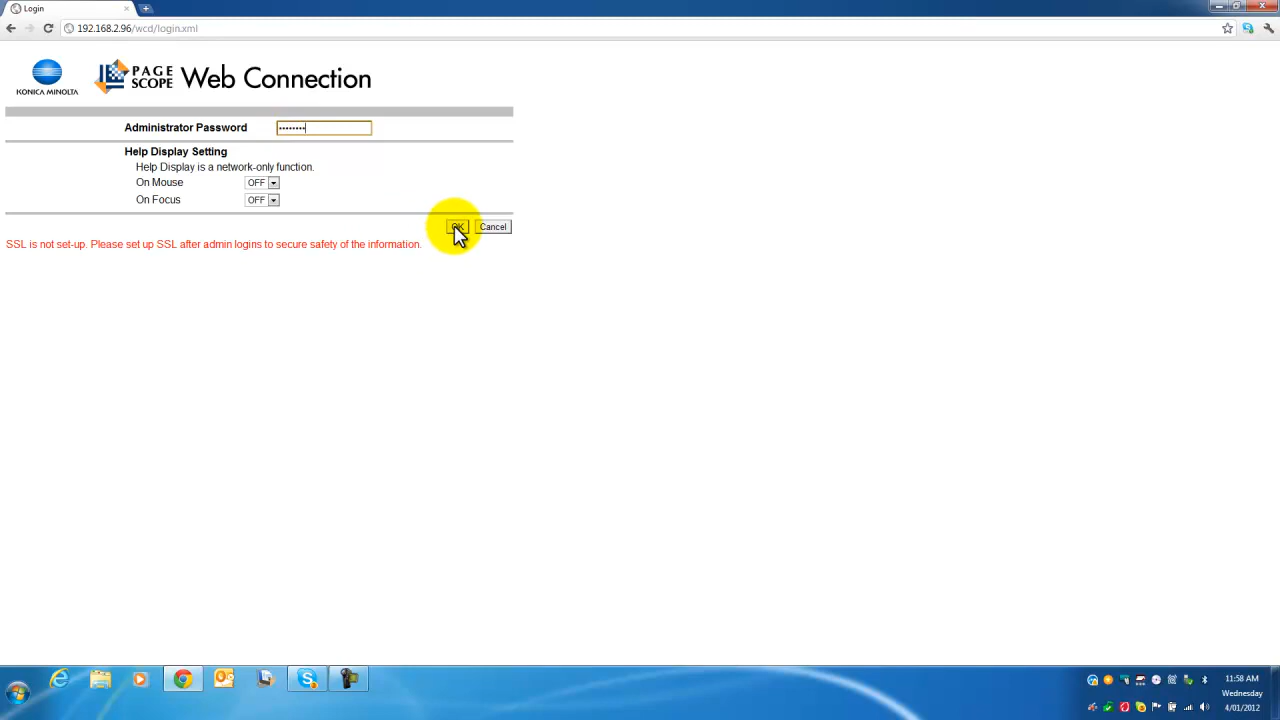 Login
192.168.2.96/wcd/login.xml
KONICA MINOLTA
PAGE SCOPE Web Connection
Administrator Password ••••••••
Help Display Setting
Help Display is a network-only function.
On Mouse OFF
On Focus OFF
OK Cancel
SSL is not set-up. Please set up SSL after admin logins to secure safety of the information.
11:58 AM
Wednesday
4/01/2012